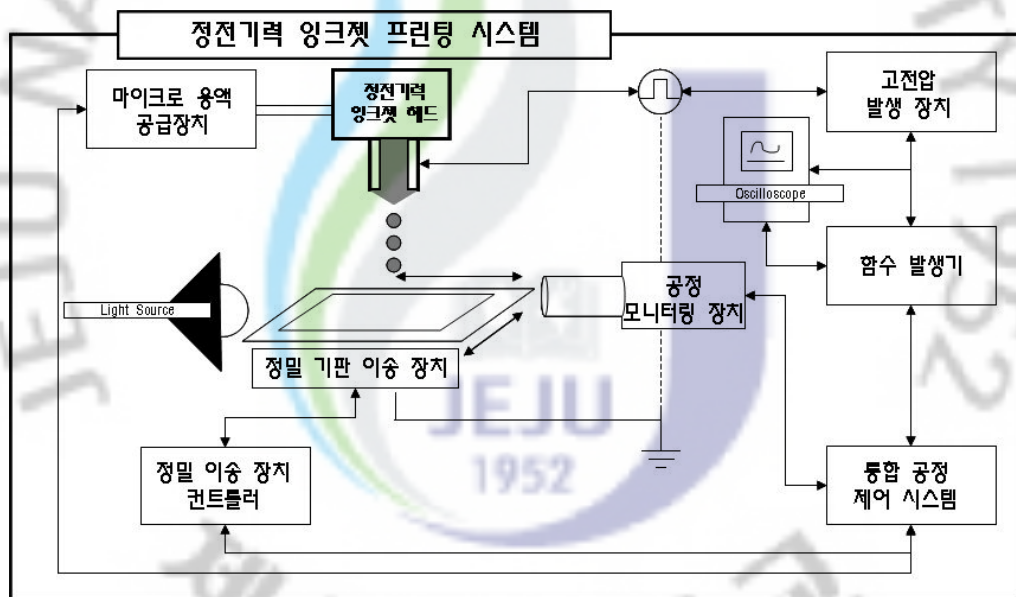 정전기력 잉크젯 프린팅 시스템
마이크로 용액
공급장치
정전기력
잉크젯 헤드
고전압
발생 장치
Oscilloscope
함수 발생기
Light Source
공정
모니터링 장치
정밀 기판 이송 장치
JEJU
1952
정밀 이송 장치
컨트롤러
통합 공정
제어 시스템
JEJU
1952